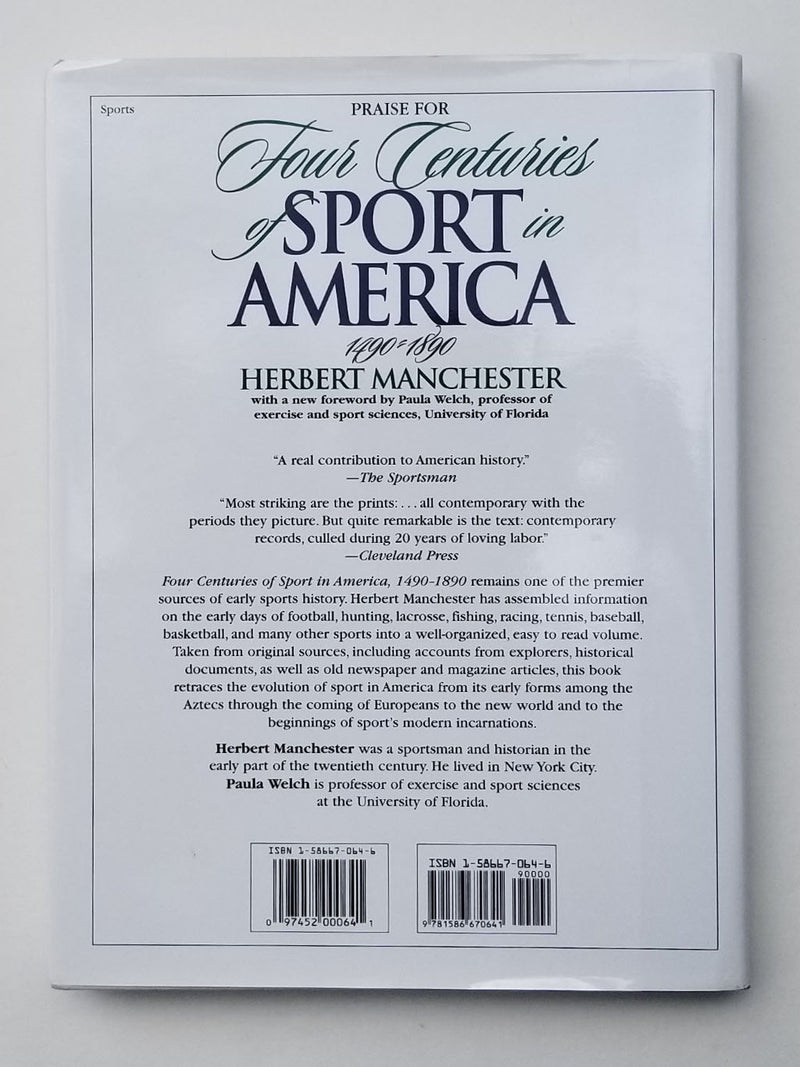 Sports
PRAISE FOR
Four Centuries
of SPORT in
AMERICA
1490-1890
HERBERT MANCHESTER
with a new foreword by Paula Welch, professor of
exercise and sport sciences, University of Florida
“A real contribution to American history.”
—The Sportsman
“Most striking are the prints: . . . all contemporary with the
periods they picture. But quite remarkable is the text: contemporary
records, culled during 20 years of loving labor.”
—Cleveland Press
Four Centuries of Sport in America, 1490-1890 remains one of the premier
sources of early sports history. Herbert Manchester has assembled information
on the early days of football, hunting, lacrosse, fishing, racing, tennis, baseball,
basketball, and many other sports into a well-organized, easy to read volume.
Taken from original sources, including accounts from explorers, historical
documents, as well as old newspaper and magazine articles, this book
retraces the evolution of sport in America from its early forms among the
Aztecs through the coming of Europeans to the new world and to the
beginnings of sport's modern incarnations.
Herbert Manchester was a sportsman and historian in the
early part of the twentieth century. He lived in New York City.
Paula Welch is professor of exercise and sport sciences
at the University of Florida.
ISBN 1-58667-064-6
0 97452 00064 1
ISBN 1-58667-064-6
90000
9 781586 670641